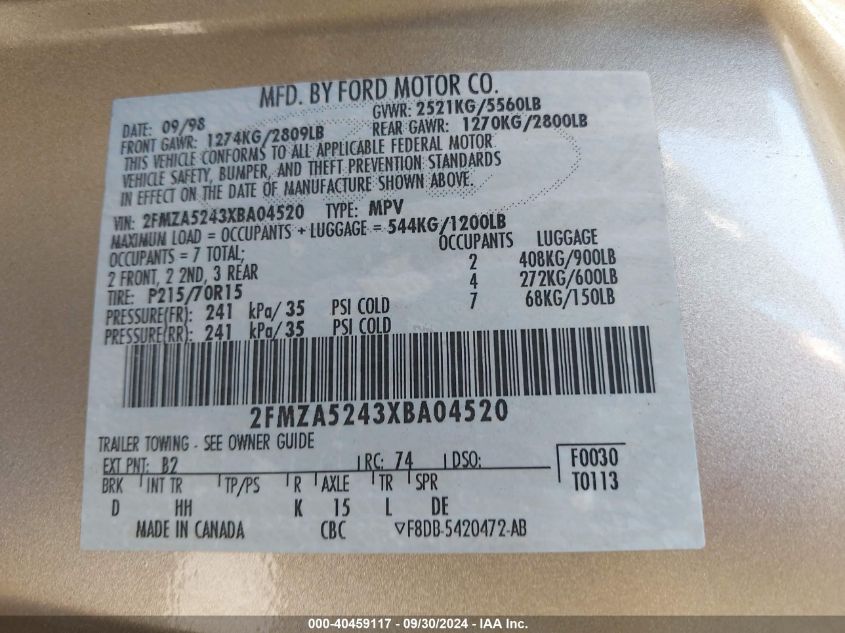 MFD. BY FORD MOTOR CO.
DATE: 09/98 GVWR: 2521KG/5560LB
FRONT GAWR: 1274KG/2809LB REAR GAWR: 1270KG/2800LB
THIS VEHICLE CONFORMS TO ALL APPLICABLE FEDERAL MOTOR
VEHICLE SAFETY, BUMPER, AND THEFT PREVENTION STANDARDS
IN EFFECT ON THE DATE OF MANUFACTURE SHOWN ABOVE.
VIN: 2FMZA5243XBA04520 TYPE: MPV
MAXIMUM LOAD = OCCUPANTS + LUGGAGE = 544KG/1200LB
OCCUPANTS = 7 TOTAL; OCCUPANTS LUGGAGE
2 FRONT, 2 2ND, 3 REAR 2 408KG/900LB
4 272KG/600LB
TIRE: P215/70R15 7 68KG/150LB
PRESSURE(FR): 241 kPa/ 35 PSI COLD
PRESSURE(RR): 241 kPa/ 35 PSI COLD
2FMZA5243XBA04520
TRAILER TOWING - SEE OWNER GUIDE
EXT PNT: B2 RC: 74 DSO: F0030
BRK INT TR TP/PS R AXLE TR SPR T0113
D HH K 15 L DE
MADE IN CANADA CBC ▽F8DB-5420472-AB
000-40459117 - 09/30/2024 - IAA Inc.